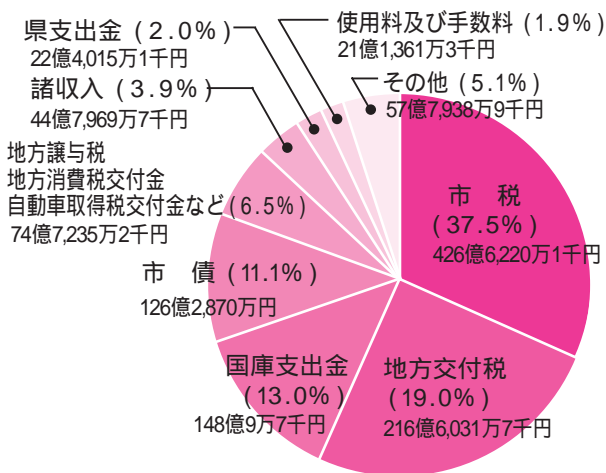 県支出金(2.0%)
22億4,015万1千円
諸収入(3.9%)
44億7,969万7千円
地方譲与税
地方消費税交付金
自動車取得税交付金など(6.5%)
74億7,235万2千円
市 債(11.1%)
126億2,870万円
国庫支出金
(13.0%)
148億9万7千円
使用料及び手数料(1.9%)
21億1,361万3千円
その他(5.1%)
57億7,938万9千円
市 税
(37.5%)
426億6,220万1千円
地方交付税
(19.0%)
216億6,031万7千円